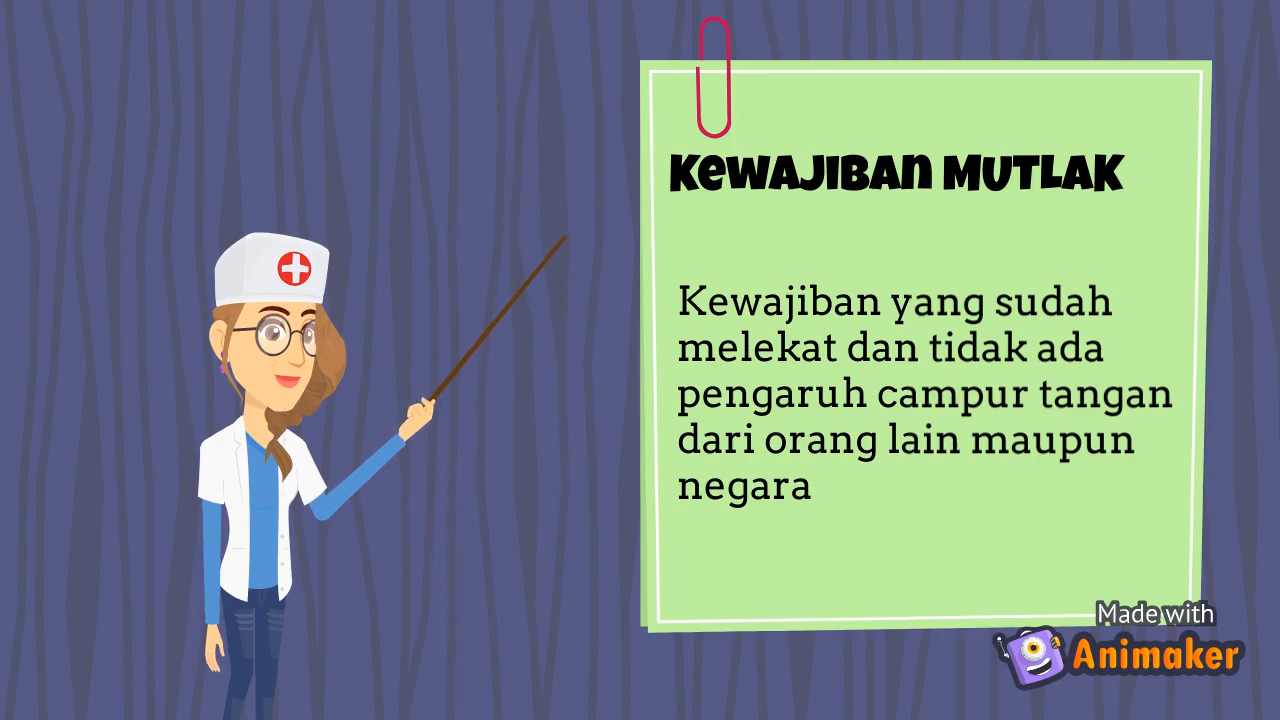 Kewajiban Mutlak
Kewajiban yang sudah
melekat dan tidak ada
pengaruh campur tangan
dari orang lain maupun
negara
Made with
Animaker